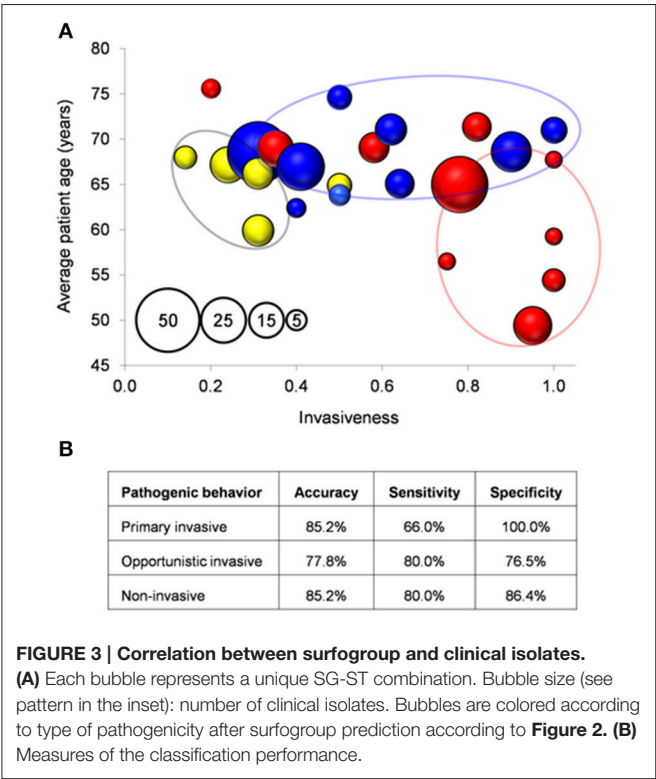 A
80
75
70
65
60
55
50
45
Average patient age (years)
50 25 15 5
0.0 0.2 0.4 0.6 0.8 1.0
Invasiveness
B
Pathogenic behavior Accuracy Sensitivity Specificity
Primary invasive 85.2% 66.0% 100.0%
Opportunistic invasive 77.8% 80.0% 76.5%
Non-invasive 85.2% 80.0% 86.4%
FIGURE 3 | Correlation between surfogroup and clinical isolates.
(A) Each bubble represents a unique SG-ST combination. Bubble size (see
pattern in the inset): number of clinical isolates. Bubbles are colored according
to type of pathogenicity after surfogroup prediction according to Figure 2. (B)
Measures of the classification performance.